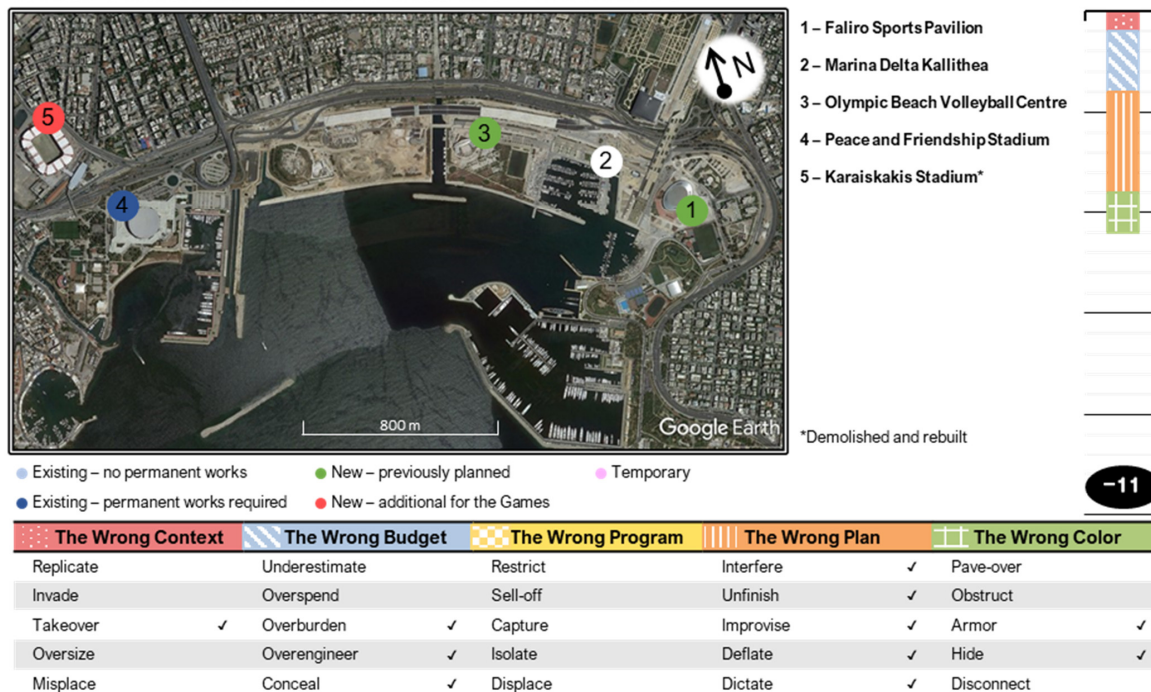 5
4
3
2
1
N
800 m
Google Earth
1 – Faliro Sports Pavilion
2 – Marina Delta Kallithea
3 – Olympic Beach Volleyball Centre
4 – Peace and Friendship Stadium
5 – Karaiskakis Stadium*
*Demolished and rebuilt
−11
Existing – no permanent works
New – previously planned
Temporary
Existing – permanent works required
New – additional for the Games
The Wrong Context The Wrong Budget The Wrong Program The Wrong Plan The Wrong Color
Replicate Underestimate Restrict Interfere ✓ Pave-over
Invade Overspend Sell-off Unfinish ✓ Obstruct
Takeover ✓ Overburden ✓ Capture Improvise ✓ Armor ✓
Oversize Overengineer ✓ Isolate Deflate ✓ Hide ✓
Misplace Conceal ✓ Displace Dictate ✓ Disconnect